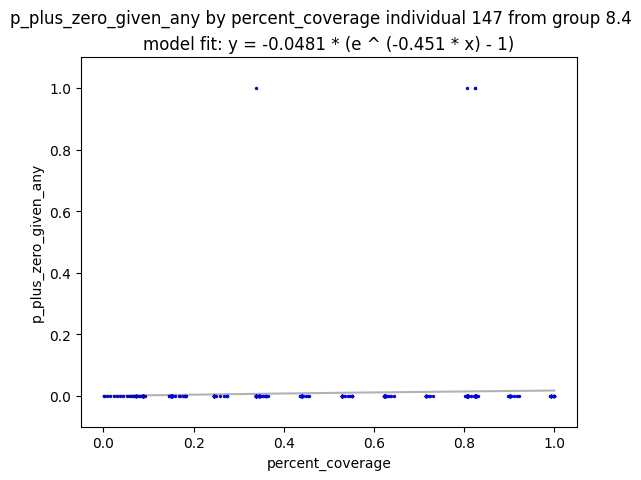 p_plus_zero_given_any by percent_coverage individual 147 from group 8.4
model fit: y = -0.0481 * (e ^ (-0.451 * x) - 1)
1.0
0.8
0.6
0.4
0.2
0.0
p_plus_zero_given_any
0.0 0.2 0.4 0.6 0.8 1.0
percent_coverage